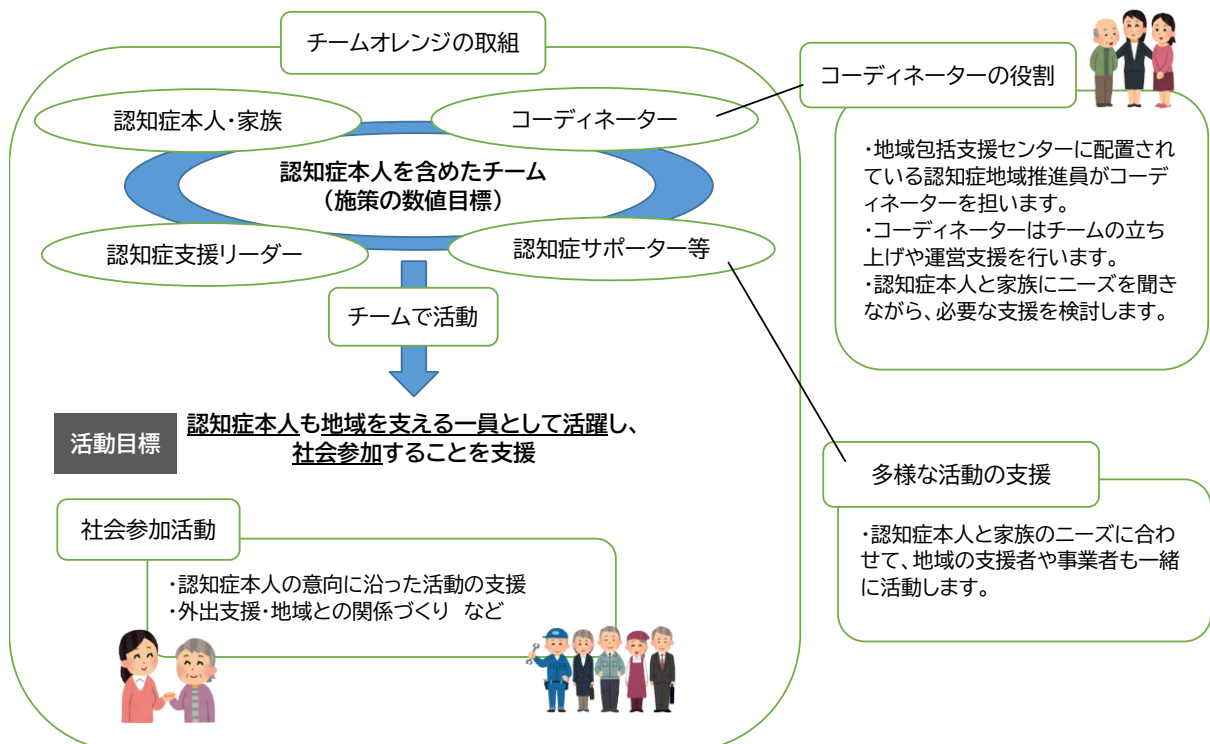 チームオレンジの取組
認知症本人・家族
コーディネーター
認知症本人を含めたチーム
（施策の数値目標）
認知症支援リーダー
認知症サポーター等
チームで活動
活動目標
認知症本人も地域を支える一員として活躍し、
社会参加することを支援
社会参加活動
・認知症本人の意向に沿った活動の支援
・外出支援・地域との関係づくり など
コーディネーターの役割
・地域包括支援センターに配置され
ている認知症地域推進員がコーデ
ィネーターを担います。
・コーディネーターはチームの立ち
上げや運営支援を行います。
・認知症本人と家族にニーズを聞き
ながら、必要な支援を検討します。
多様な活動の支援
・認知症本人と家族のニーズに合わ
せて、地域の支援者や事業者も一緒
に活動します。